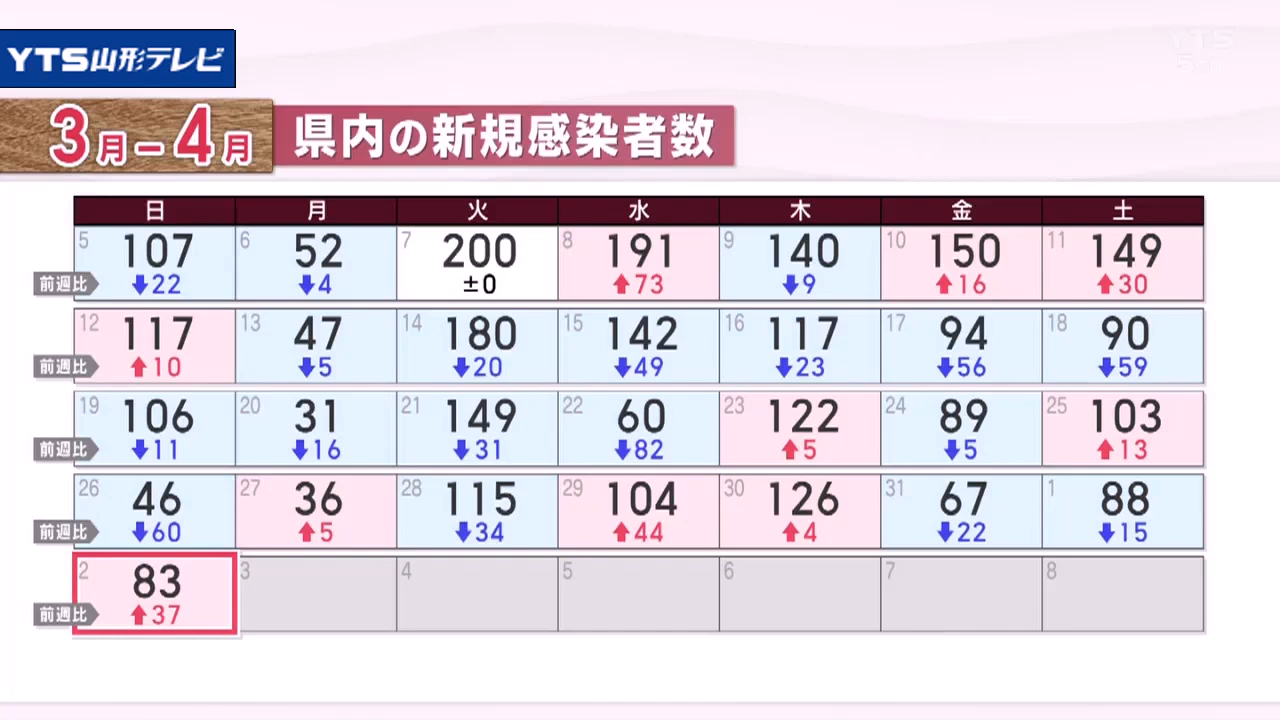 YTS山形テレビ
YTS
3月-4月 県内の新規感染者数
日 月 火 水 木 金 土
5 107 6 52 7 200 8 191 9 140 10 150 11 149
前週比 ↓22 ↓4 ±0 ↑73 ↓9 ↑16 ↑30
12 117 13 47 14 180 15 142 16 117 17 94 18 90
前週比 ↑10 ↓5 ↓20 ↓49 ↓23 ↓56 ↓59
19 106 20 31 21 149 22 60 23 122 24 89 25 103
前週比 ↓11 ↓16 ↓31 ↓82 ↑5 ↓5 ↑13
26 46 27 36 28 115 29 104 30 126 31 67 1 88
前週比 ↓60 ↑5 ↓34 ↑44 ↑4 ↓22 ↓15
2 83 3 4 5 6 7 8
前週比 ↑37